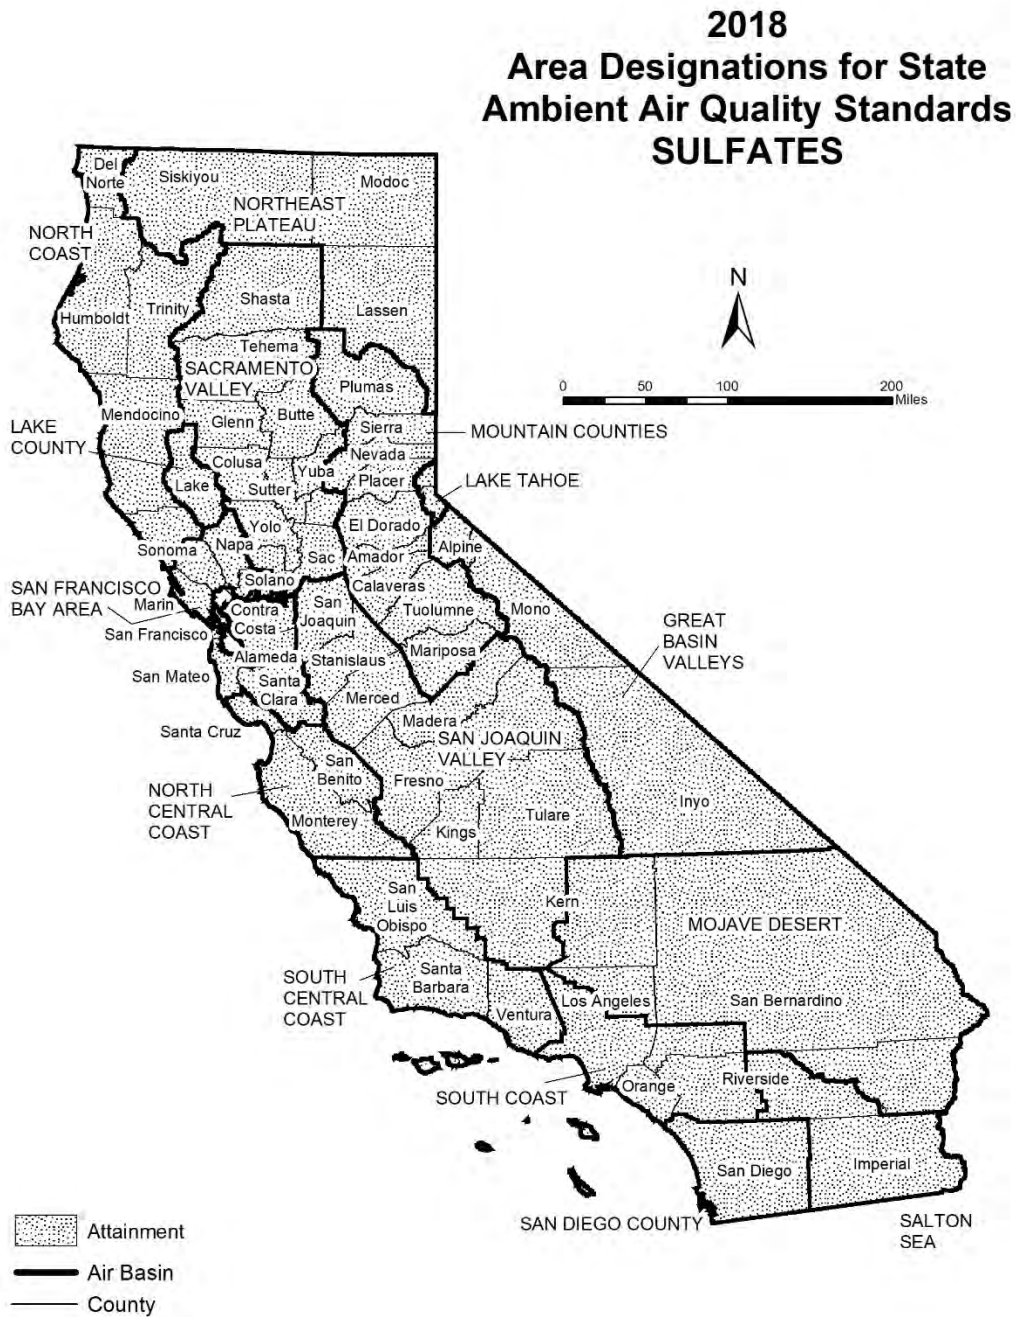 2018
Area Designations for State
Ambient Air Quality Standards
SULFATES
Del
Norte
Siskiyou
Modoc
NORTHEAST
PLATEAU
NORTH
COAST
Humboldt
Trinity
Shasta
Lassen
N
Tehema
SACRAMENTO
VALLEY
Plumas
0 50 100 200
Miles
Mendocino
Glenn
Butte
Sierra
MOUNTAIN COUNTIES
LAKE
COUNTY
Colusa
Yuba
Nevada
Lake
Sutter
Placer
LAKE TAHOE
Yolo
El Dorado
Sonoma
Napa
Sac
Amador
Alpine
SAN FRANCISCO
BAY AREA
Solano
Calaveras
Marin
Contra
Costa
San
Joaquin
Tuolumne
Mono
GREAT
BASIN
VALLEYS
San Francisco
Alameda
Stanislaus
Mariposa
San Mateo
Santa
Clara
Merced
Santa Cruz
Madera
SAN JOAQUIN
VALLEY
San
Benito
Fresno
NORTH
CENTRAL
COAST
Monterey
Kings
Tulare
Inyo
San
Luis
Obispo
Kern
MOJAVE DESERT
SOUTH
CENTRAL
COAST
Santa
Barbara
Ventura
Los Angeles
San Bernardino
SOUTH COAST
Orange
Riverside
San Diego
Imperial
SAN DIEGO COUNTY
SALTON
SEA
Attainment
Air Basin
County